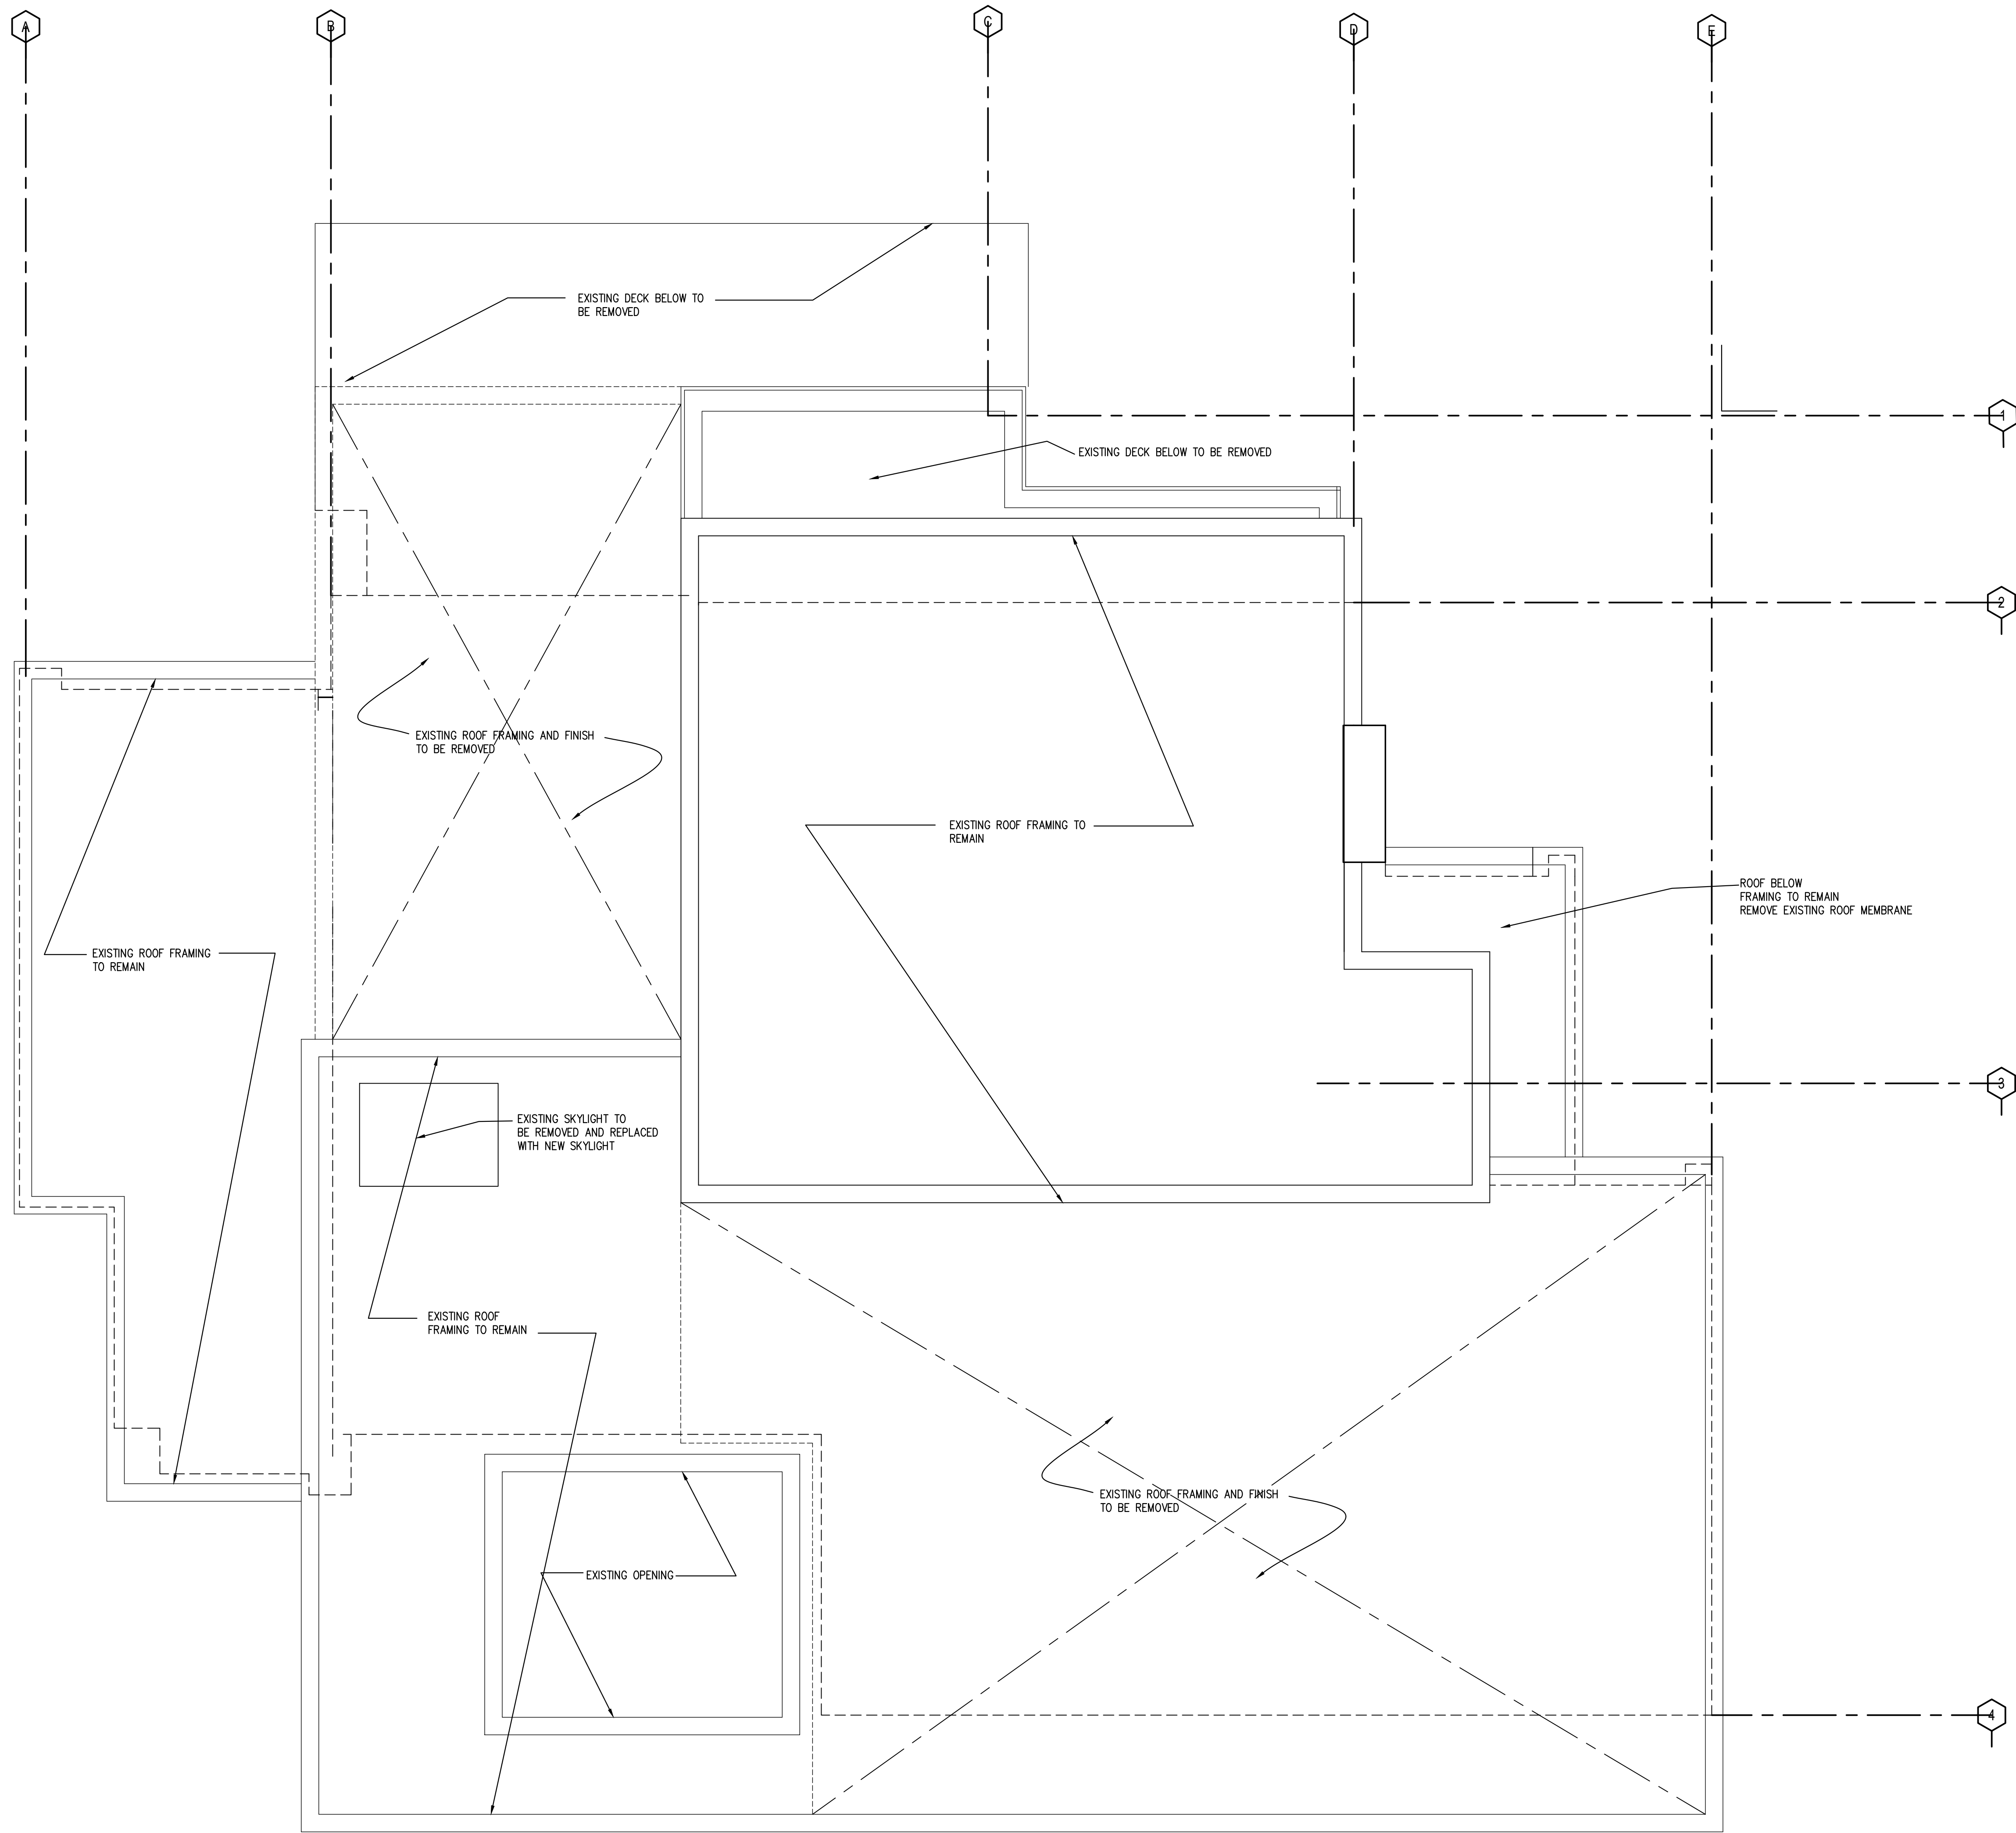 A
B
C
D
E
EXISTING DECK BELOW TO
BE REMOVED
1
EXISTING DECK BELOW TO BE REMOVED
2
EXISTING ROOF FRAMING AND FINISH
TO BE REMOVED
EXISTING ROOF FRAMING TO
REMAIN
ROOF BELOW
FRAMING TO REMAIN
REMOVE EXISTING ROOF MEMBRANE
EXISTING ROOF FRAMING
TO REMAIN
3
EXISTING SKYLIGHT TO
BE REMOVED AND REPLACED
WITH NEW SKYLIGHT
EXISTING ROOF
FRAMING TO REMAIN
EXISTING ROOF FRAMING AND FINISH
TO BE REMOVED
EXISTING OPENING
4